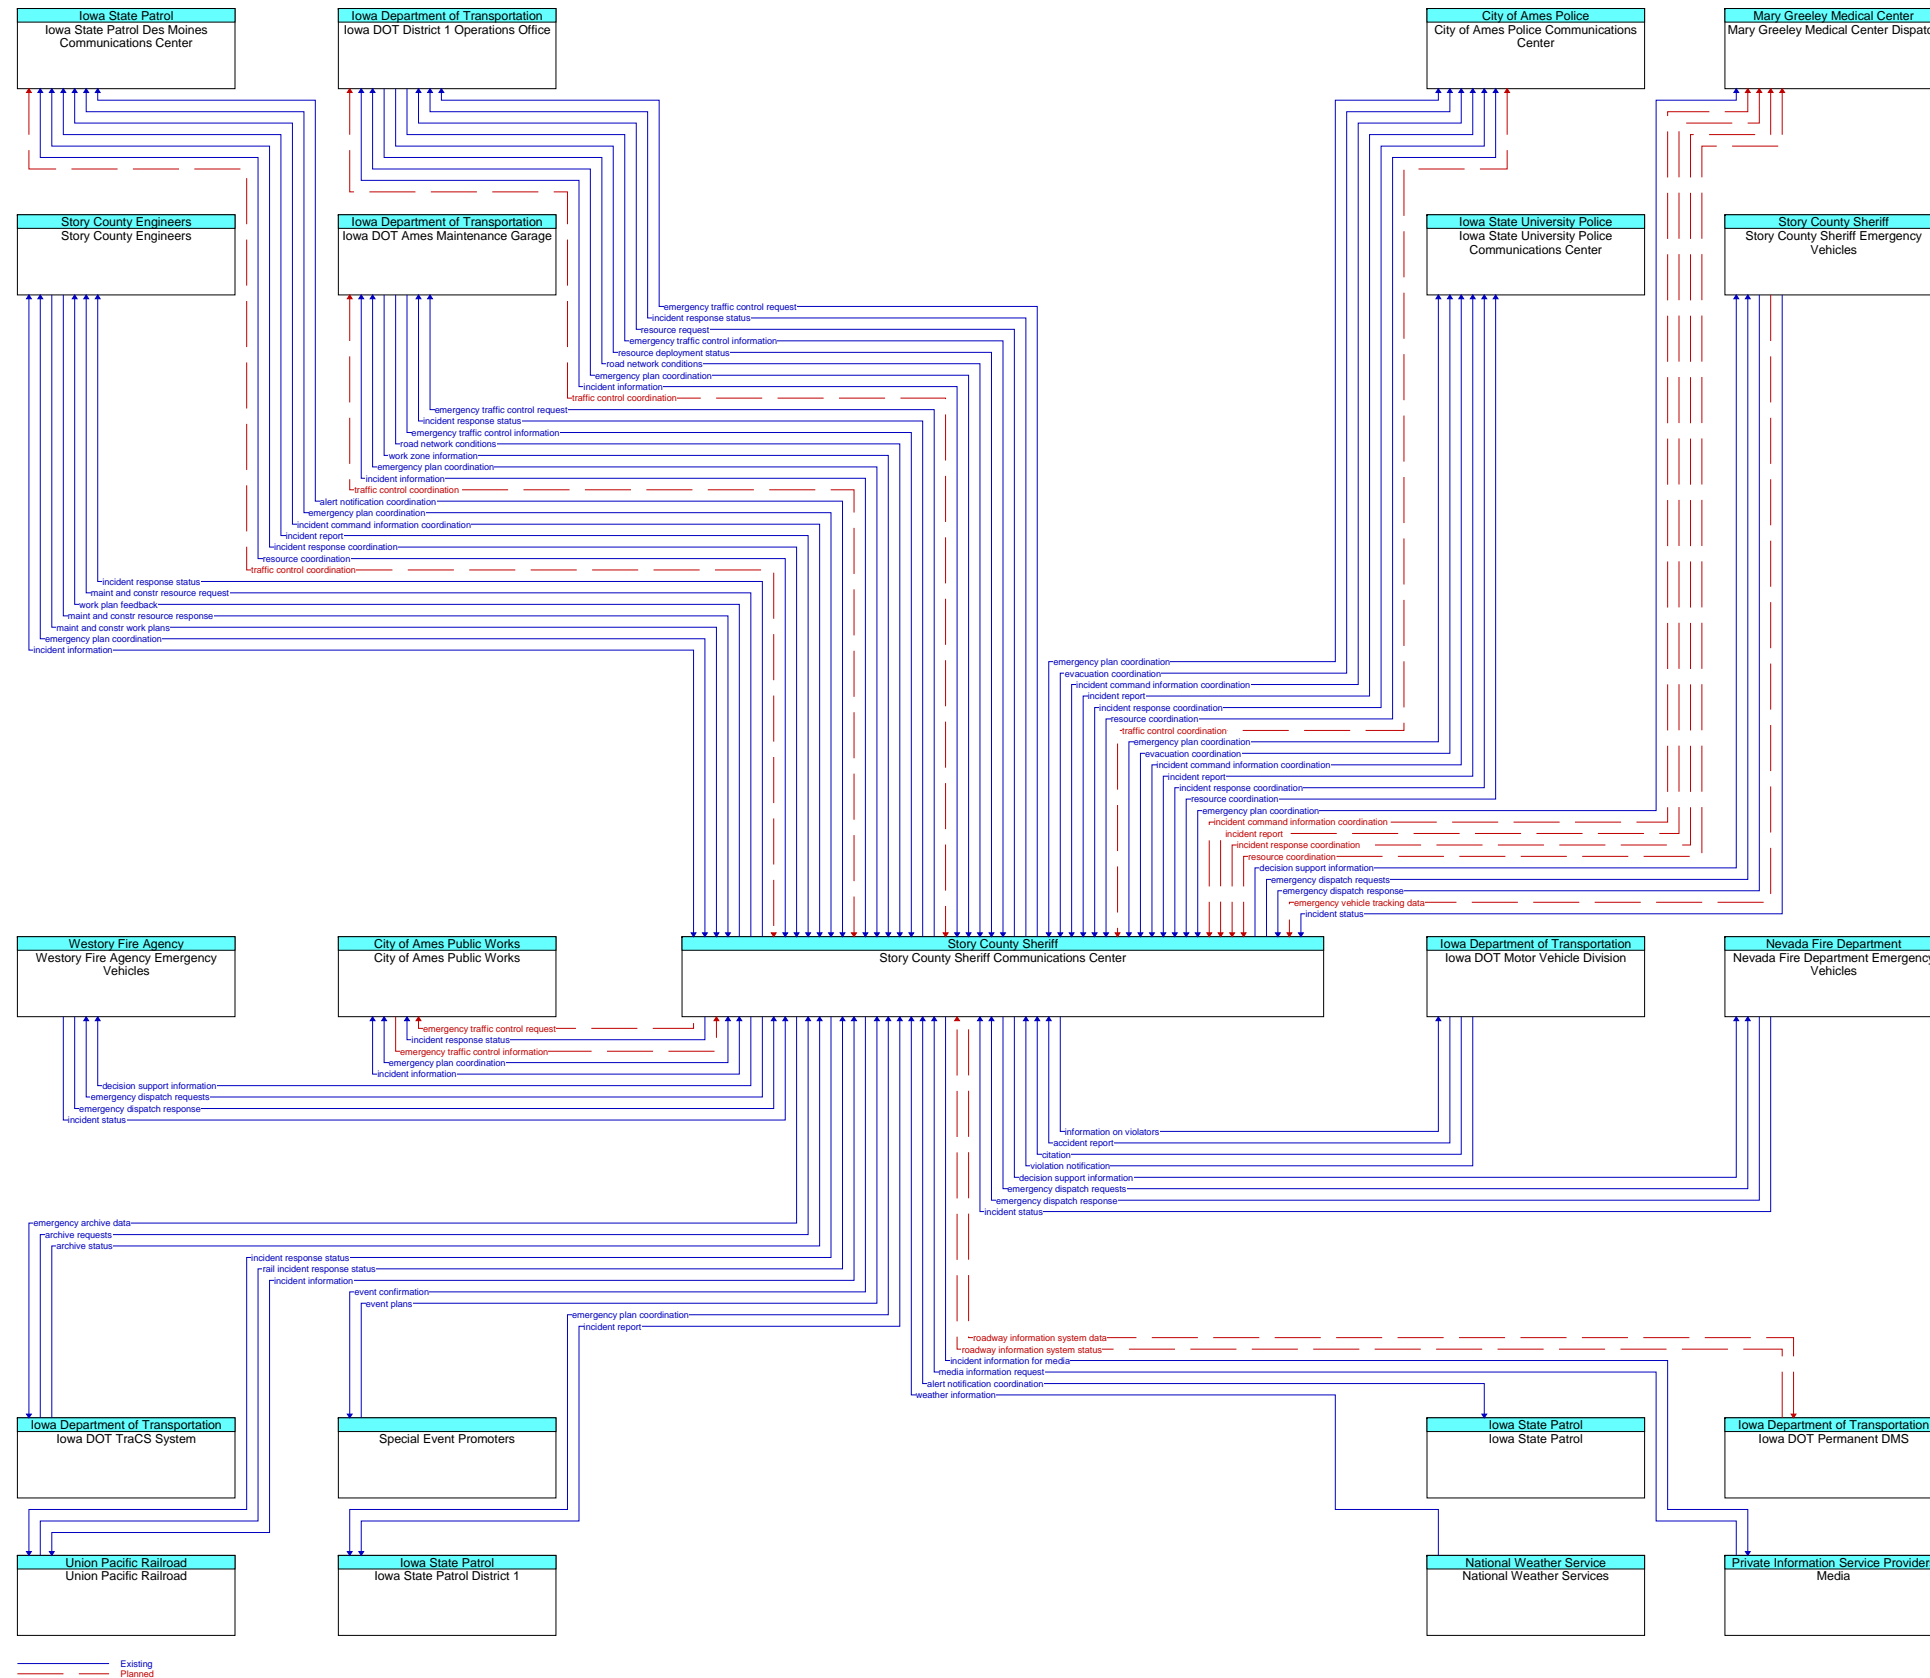 Iowa State Patrol
Iowa State Patrol Des Moines
Communications Center
Iowa Department of Transportation
Iowa DOT District 1 Operations Office
City of Ames Police
City of Ames Police Communications
Center
Mary Greeley Medical Center
Mary Greeley Medical Center Dispatc
Story County Engineers
Story County Engineers
Iowa Department of Transportation
Iowa DOT Ames Maintenance Garage
Iowa State University Police
Iowa State University Police
Communications Center
Story County Sheriff
Story County Sheriff Emergency
Vehicles
emergency traffic control request
incident response status
resource request
emergency traffic control information
resource deployment status
road network conditions
emergency plan coordination
incident information
traffic control coordination
emergency traffic control request
incident response status
emergency traffic control information
road network conditions
work zone information
emergency plan coordination
incident information
traffic control coordination
alert notification coordination
emergency plan coordination
incident command information coordination
incident report
incident response coordination
resource coordination
traffic control coordination
incident response status
maint and constr resource request
work plan feedback
maint and constr resource response
maint and constr work plans
emergency plan coordination
incident information
emergency plan coordination
evacuation coordination
incident command information coordination
incident report
incident response coordination
resource coordination
traffic control coordination
emergency plan coordination
evacuation coordination
incident command information coordination
incident report
incident response coordination
resource coordination
emergency plan coordination
incident command information coordination
incident report
incident response coordination
resource coordination
decision support information
emergency dispatch requests
emergency dispatch response
emergency vehicle tracking data
incident status
Westory Fire Agency
Westory Fire Agency Emergency
Vehicles
City of Ames Public Works
City of Ames Public Works
Story County Sheriff
Story County Sheriff Communications Center
Iowa Department of Transportation
Iowa DOT Motor Vehicle Division
Nevada Fire Department
Nevada Fire Department Emergency
Vehicles
emergency traffic control request
incident response status
emergency traffic control information
emergency plan coordination
incident information
decision support information
emergency dispatch requests
emergency dispatch response
incident status
information on violators
accident report
citation
violation notification
decision support information
emergency dispatch requests
emergency dispatch response
incident status
emergency archive data
archive requests
archive status
incident response status
rail incident response status
incident information
event confirmation
event plans
emergency plan coordination
incident report
roadway information system data
roadway information system status
incident information for media
media information request
alert notification coordination
weather information
Iowa Department of Transportation
Iowa DOT TraCS System
Special Event Promoters
Iowa State Patrol
Iowa State Patrol
Iowa Department of Transportation
Iowa DOT Permanent DMS
Union Pacific Railroad
Union Pacific Railroad
Iowa State Patrol
Iowa State Patrol District 1
National Weather Service
National Weather Services
Private Information Service Provider
Media
Existing
Planned